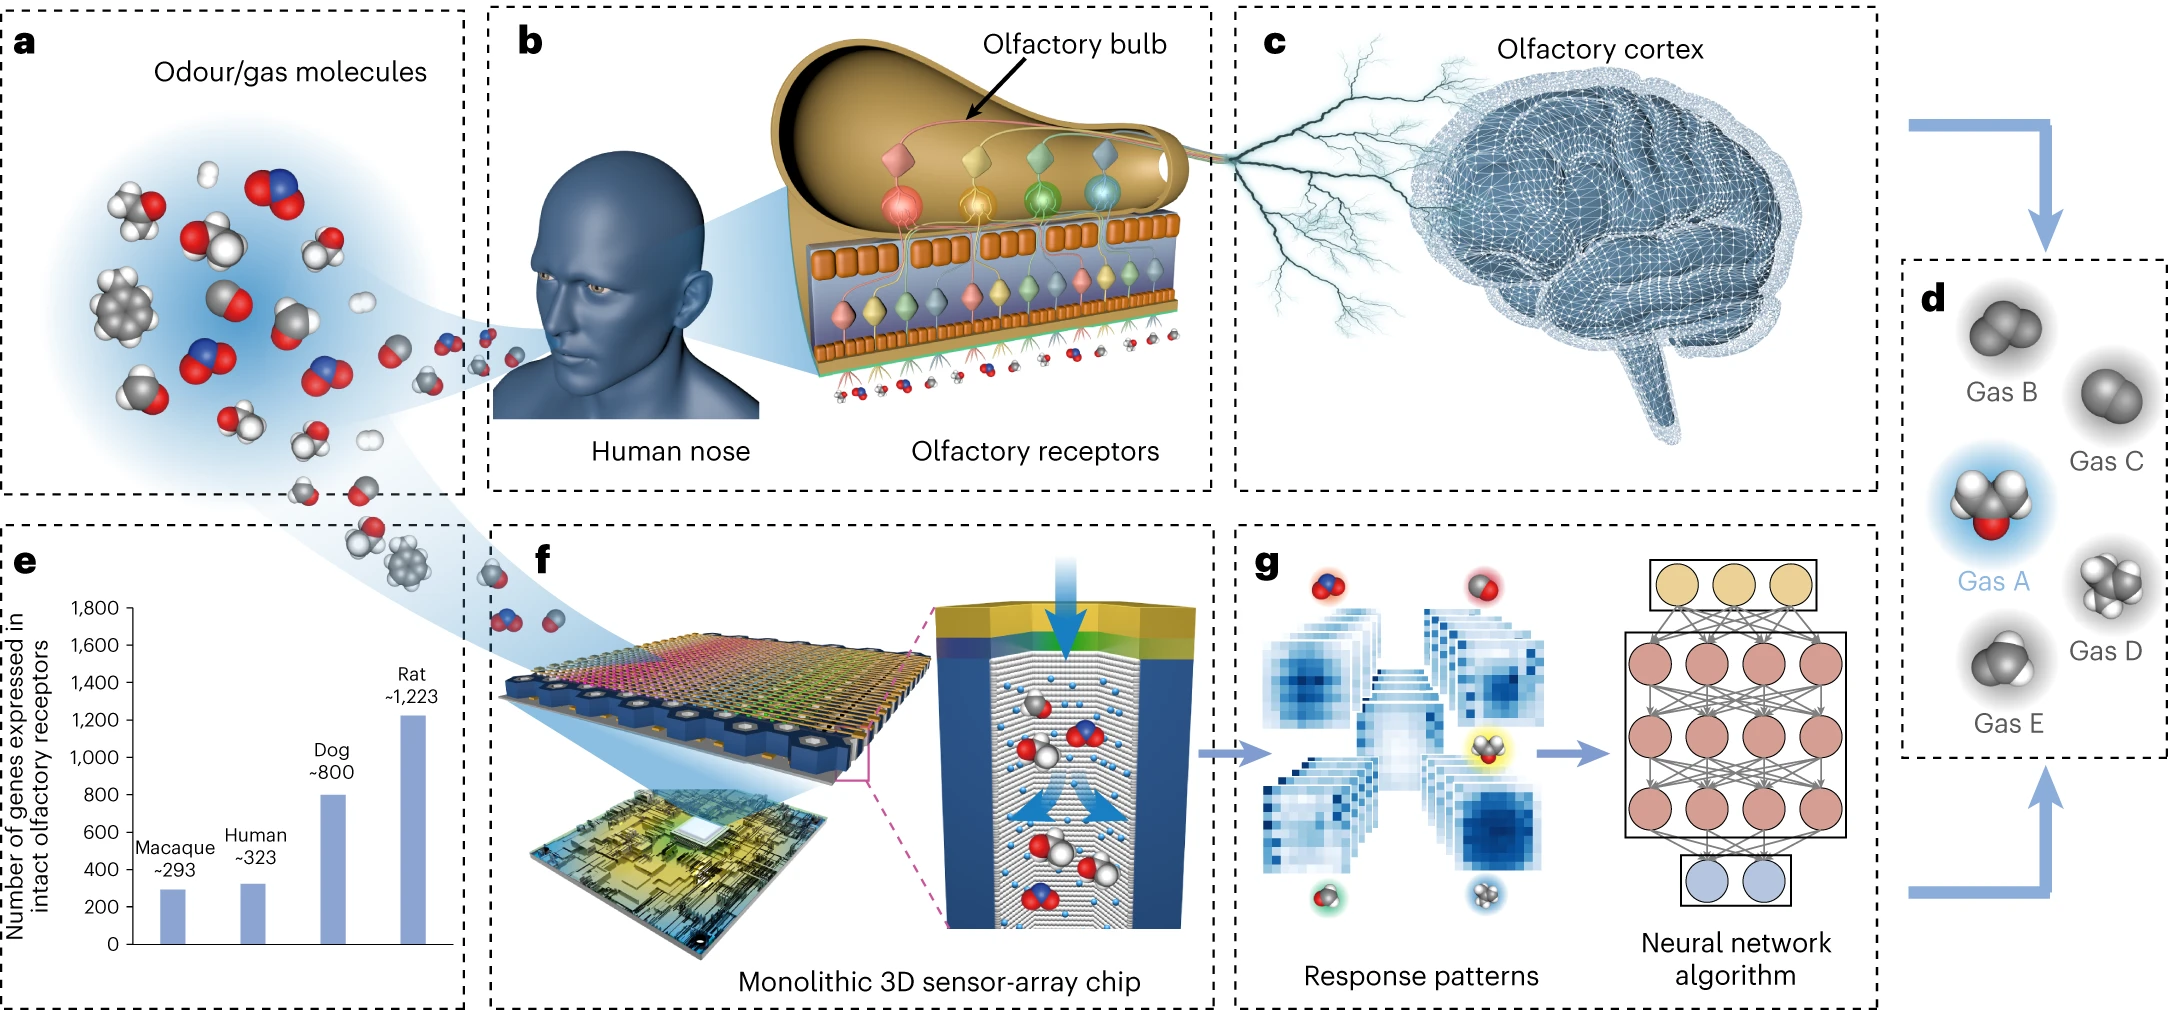 a
Odour/gas molecules
b
Olfactory bulb
Human nose
Olfactory receptors
c
Olfactory cortex
d
Gas B
Gas C
Gas A
Gas D
Gas E
e
Number of genes expressed in
intact olfactory receptors
1,800
1,600
1,400
1,200
1,000
800
600
400
200
0
Macaque
~293
Human
~323
Dog
~800
Rat
~1,223
f
Monolithic 3D sensor-array chip
g
Response patterns
Neural network
algorithm